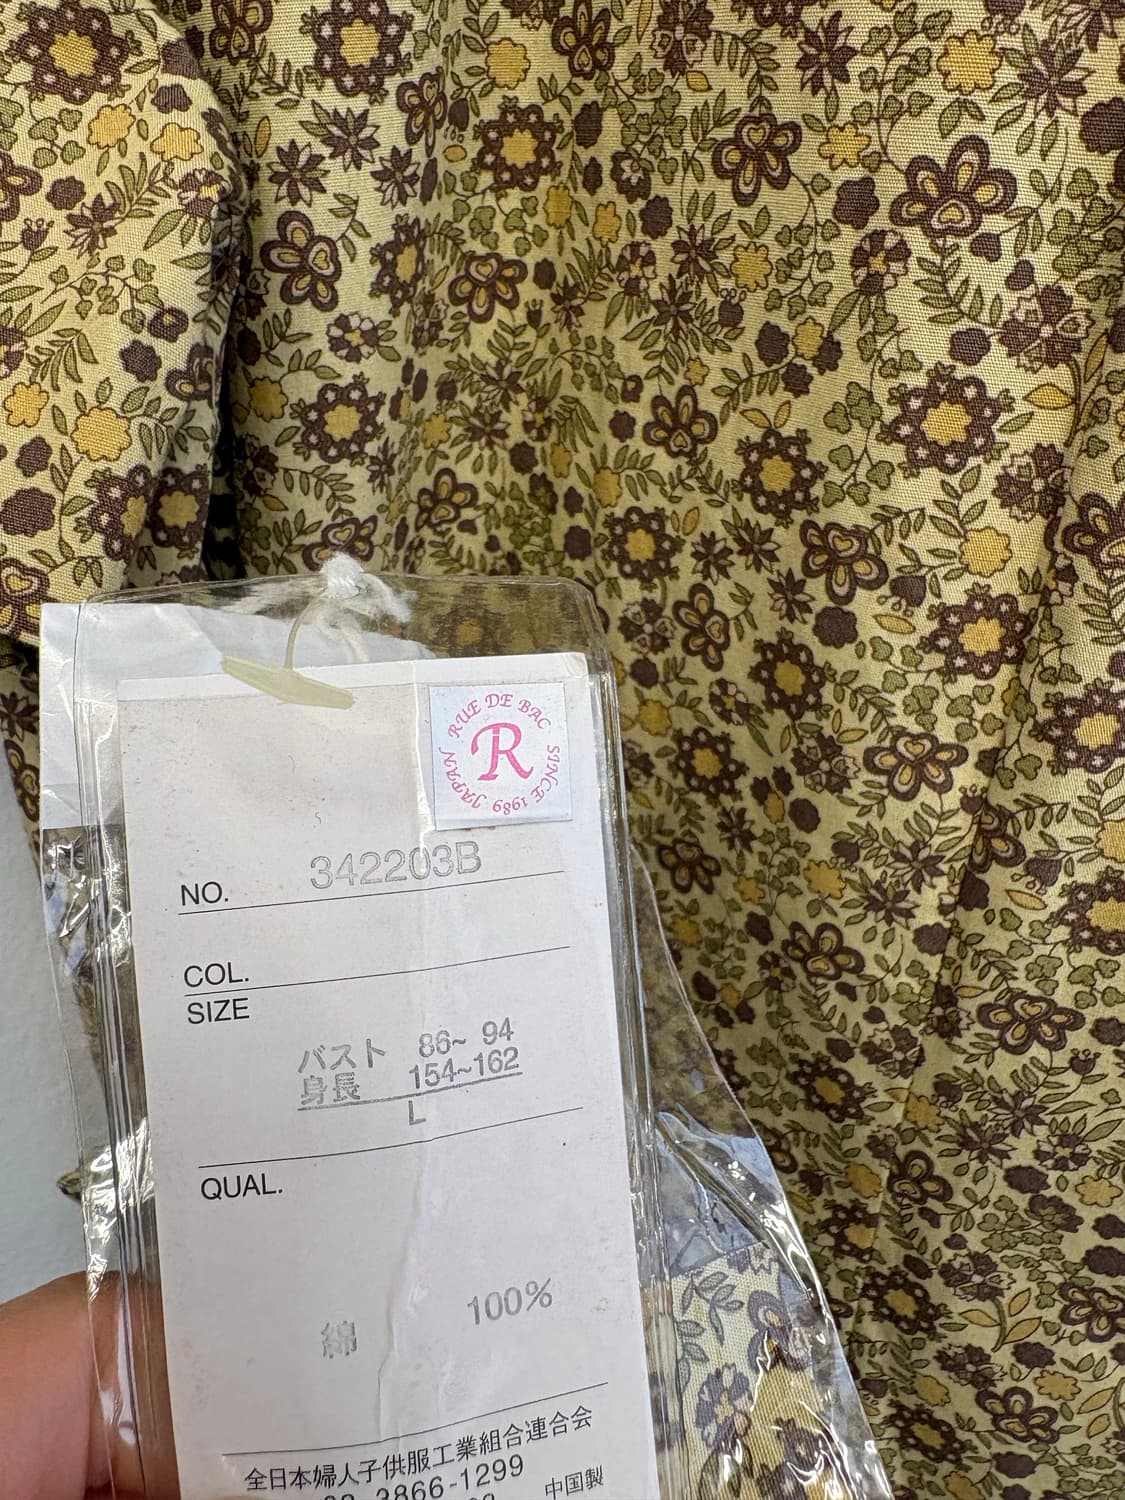 RUE DE BAC SINCE 1989 JAPAN
R
NO. 342203B
COL.
SIZE
バスト 86~ 94
身長 154~162
L
QUAL.
綿 100%
全日本婦人子供服工業組合連合会
3866-1299
中国製